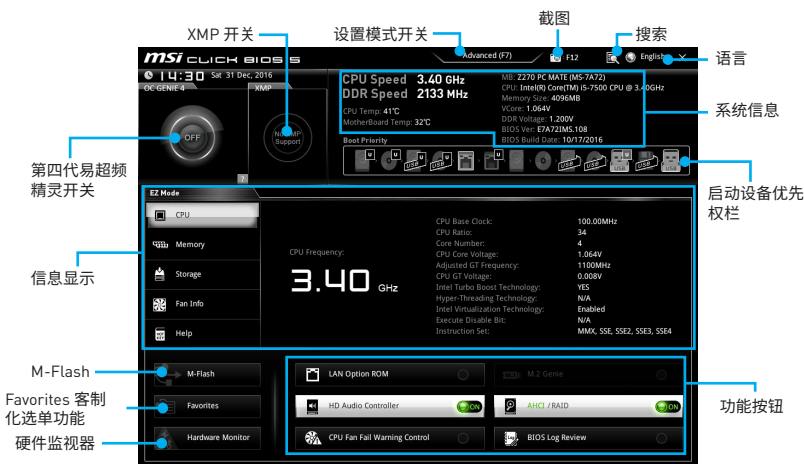 XMP 开关
设置模式开关
截图
搜索
语言
系统信息
启动设备优先
权栏
功能按钮
第四代易超频
精灵开关
信息显示
M-Flash
Favorites 客制
化选单功能
硬件监视器
msi CLICK BIOS 5
Advanced (F7)
F12
English
14:30 Sat 31 Dec, 2016
OC GENIE 4
XMP
OFF
No XMP
Support
?
CPU Speed 3.40 GHz
DDR Speed 2133 MHz
CPU Temp: 41°C
MotherBoard Temp: 32°C
MB: Z270 PC MATE (MS-7A72)
CPU: Intel(R) Core(TM) i5-7500 CPU @ 3.40GHz
Memory Size: 4096MB
VCore: 1.064V
DDR Voltage: 1.200V
BIOS Ver: E7A72IMS.108
BIOS Build Date: 10/17/2016
Boot Priority
U U U U USB USB U USB USB U USB U USB
EZ Mode
CPU
Memory
Storage
Fan Info
Help
CPU Frequency:
3.40 GHz
CPU Base Clock: 100.00MHz
CPU Ratio: 34
Core Number: 4
CPU Core Voltage: 1.064V
Adjusted GT Frequency: 1100MHz
CPU GT Voltage: 0.008V
Intel Turbo Boost Technology: YES
Hyper-Threading Technology: N/A
Intel Virtualization Technology: Enabled
Execute Disable Bit: N/A
Instruction Set: MMX, SSE, SSE2, SSE3, SSE4
M-Flash
Favorites
Hardware Monitor
LAN Option ROM
M.2 Genie
HD Audio Controller ON
AHCI /RAID ON
CPU Fan Fail Warning Control
BIOS Log Review